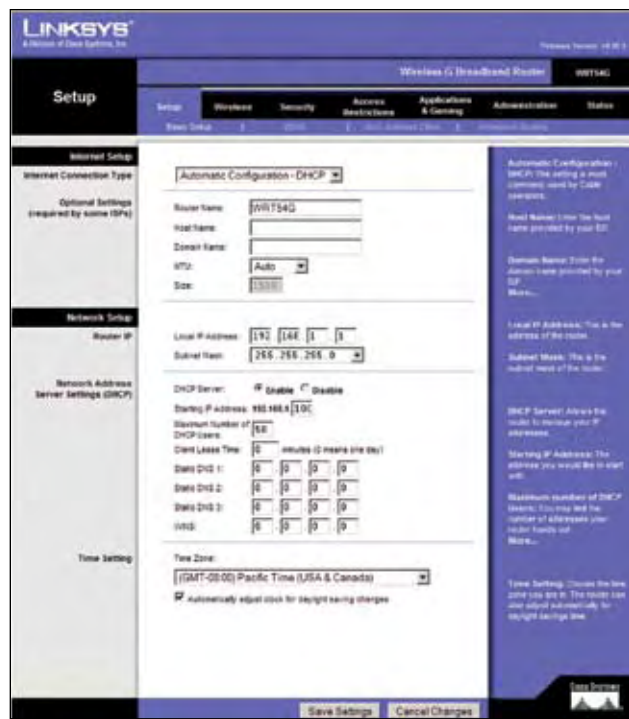 LINKSYS®
A Division of Cisco Systems, Inc.
Wireless-G Broadband Router
WRT54G
Setup
Setup
Wireless
Security
Access Restrictions
Applications & Gaming
Administration
Status
Basic Setup
Internet Setup
Internet Connection Type
Automatic Configuration - DHCP
Optional Settings
(required by some ISPs)
Router Name: WRT54G
Host Name:
Domain Name:
MTU: Auto
Size: 1500
Network Setup
Router IP
Local IP Address: 192 . 168 . 1 . 1
Subnet Mask: 255.255.255.0
Network Address
Server Settings (DHCP)
DHCP Server: Enable Disable
Starting IP Address: 192.168.1. 100
Maximum Number of
DHCP Users: 50
Client Lease Time: 0 minutes (0 means one day)
Static DNS 1: 0 . 0 . 0 . 0
Static DNS 2: 0 . 0 . 0 . 0
Static DNS 3: 0 . 0 . 0 . 0
WINS: 0 . 0 . 0 . 0
Time Setting
Time Zone:
(GMT-08:00) Pacific Time (USA & Canada)
Automatically adjust clock for daylight saving changes
Automatic Configuration -
DHCP: This setting is most
commonly used by Cable
operators.
Host Name: Enter the host
name provided by your ISP.
Domain Name: Enter the
domain name provided by your
ISP.
More...
Local IP Address: This is the
address of the router.
Subnet Mask: This is the
subnet mask of the router.
DHCP Server: Allows the
router to manage your IP
addresses.
Starting IP Address: The
address you would like to start
with.
Maximum number of DHCP
Users: You may limit the
number of addresses your
router hands out.
More...
Time Setting: Choose the time
zone you are in. The router can
also adjust automatically for
daylight savings time.
Save Settings
Cancel Changes
Cisco Systems